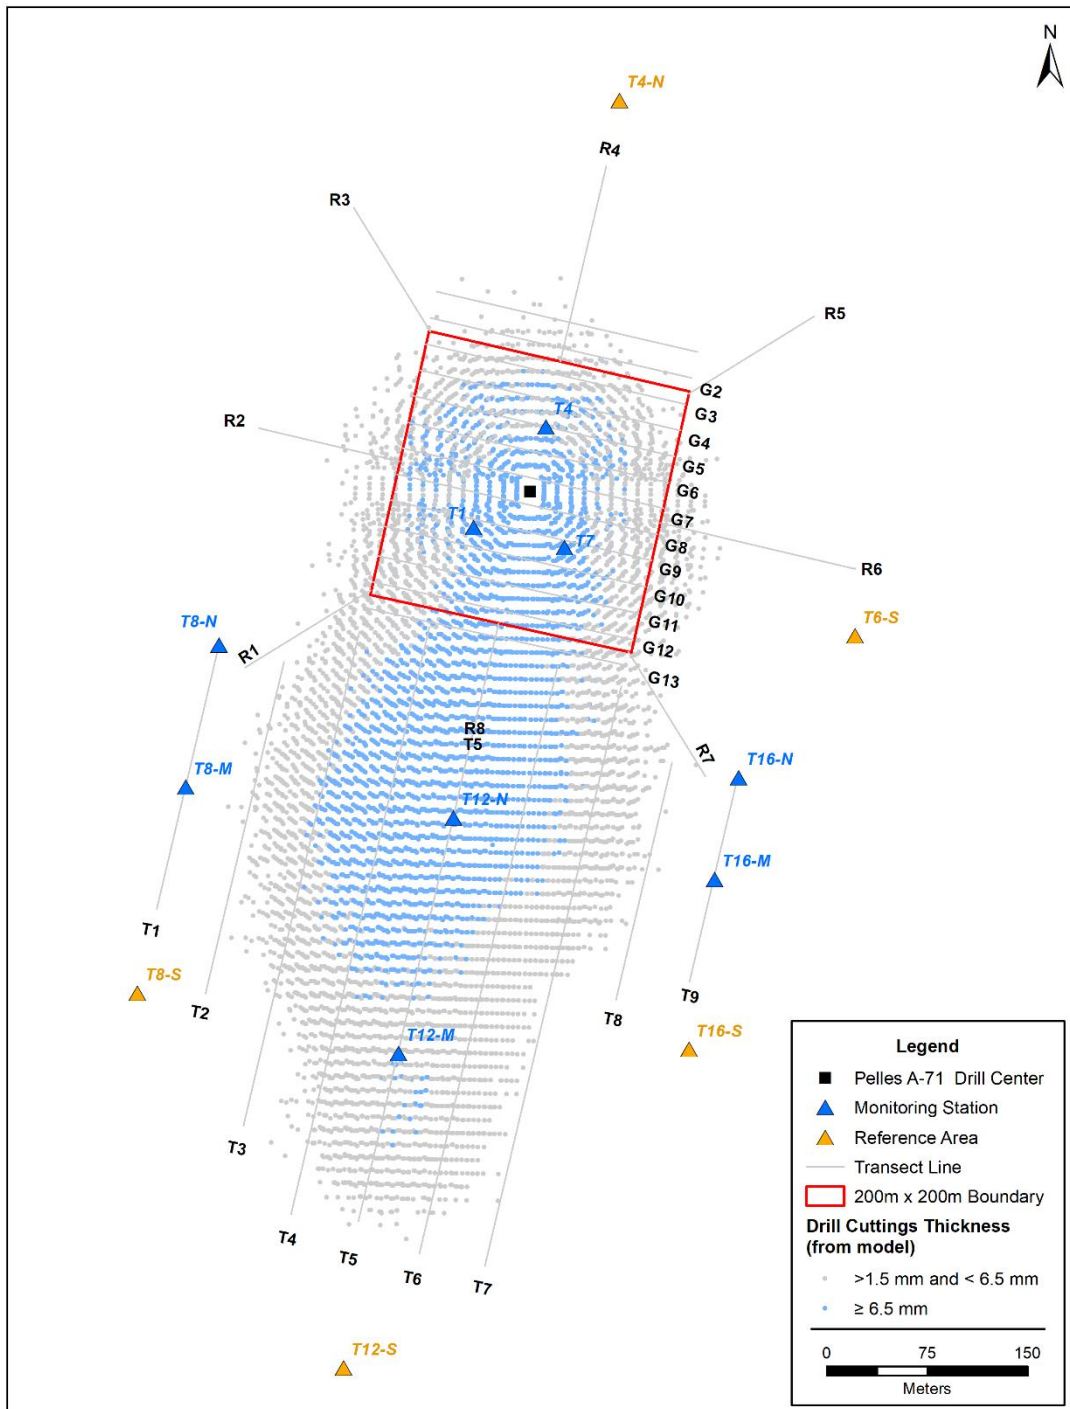 N
T4-N
R4
R3
R5
G2
G3
T4
R2
G4
G5
G6
T1
G7
T7
G8
G9
R6
G10
T8-N
G11
T6-S
R1
G12
G13
R8
T5
R7
T16-N
T8-M
T12-N
T16-M
T1
T8-S
T9
T2
T8
T12-M
T16-S
T3
T4
T5
T6
T7
T12-S
Legend
Pelles A-71 Drill Center
Monitoring Station
Reference Area
Transect Line
200m x 200m Boundary
Drill Cuttings Thickness
(from model)
>1.5 mm and < 6.5 mm
≥ 6.5 mm
0 75 150
Meters